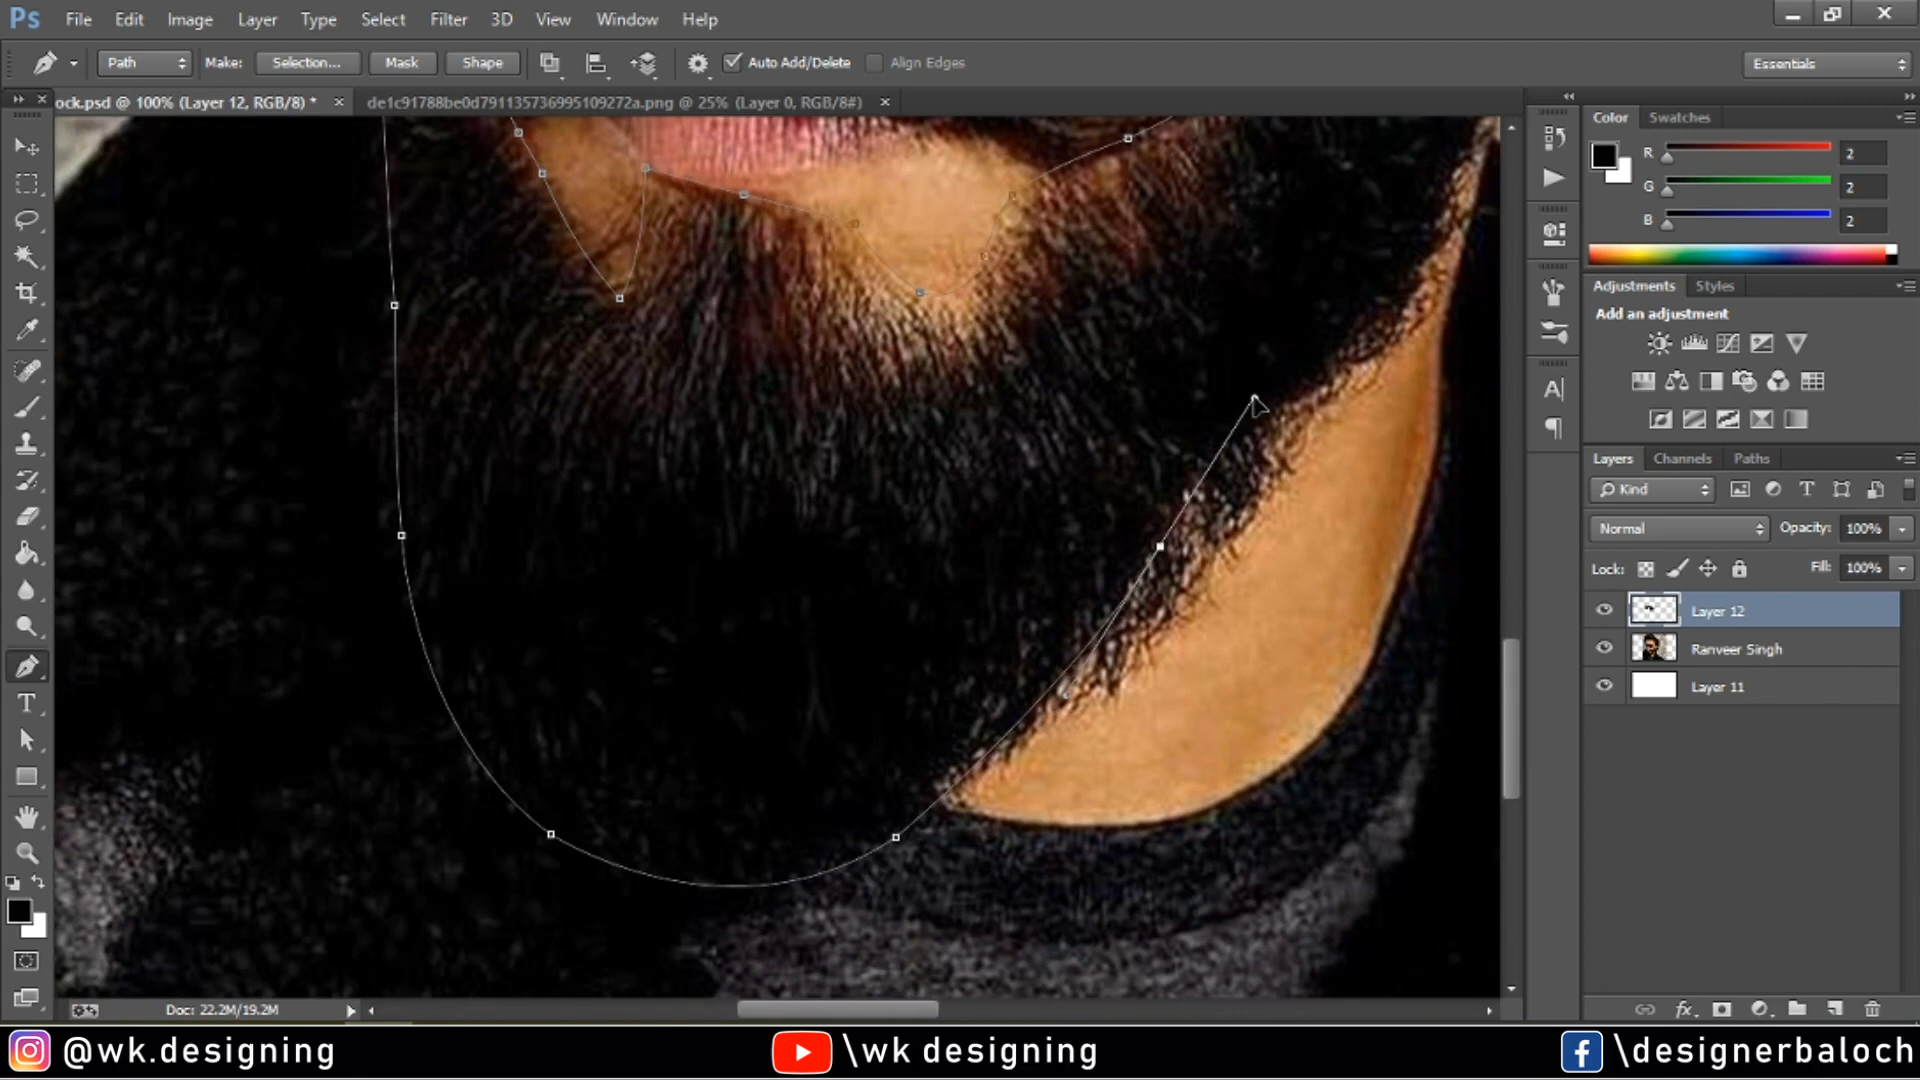 Ps File Edit Image Layer Type Select Filter 3D View Window Help
Path Make: Selection... Mask Shape Auto Add/Delete Align Edges Essentials
ock.psd @ 100% (Layer 12, RGB/8) * × de1c91788be0d791135736995109272a.png @ 25% (Layer 0, RGB/8#) ×
Color Swatches
R 2
G 2
B 2
Adjustments Styles
Add an adjustment
Layers Channels Paths
Kind
Normal Opacity: 100%
Lock: Fill: 100%
Layer 12
Ranveer Singh
Layer 11
Doc: 22.2M/19.2M
@wk.designing \wk designing \designerbaloch